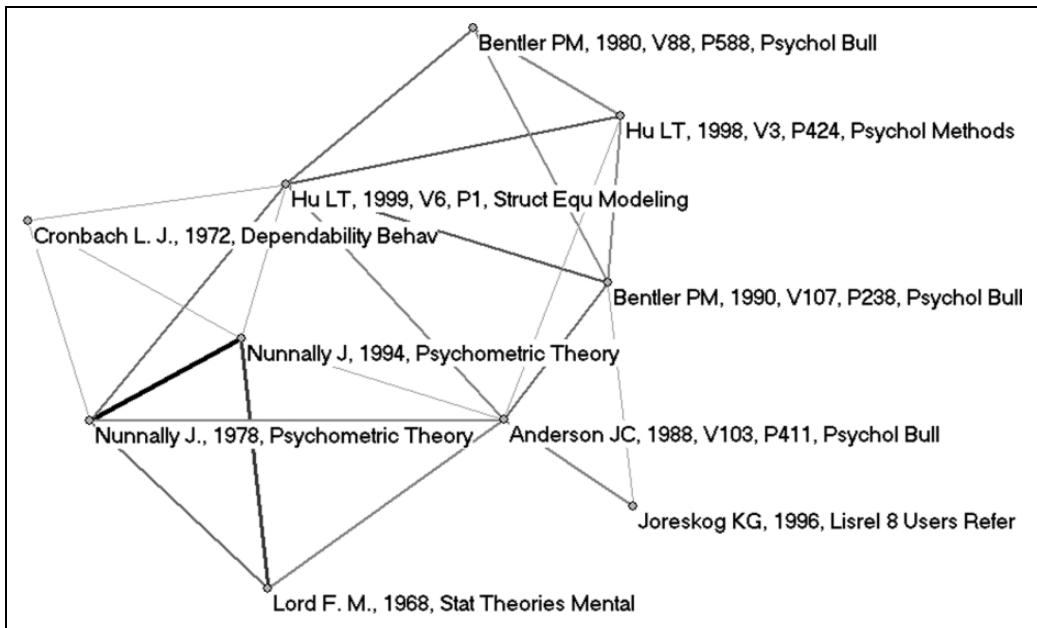 Bentler PM, 1980, V88, P588, Psychol Bull
Hu LT, 1998, V3, P424, Psychol Methods
Hu LT, 1999, V6, P1, Struct Equ Modeling
Cronbach L. J., 1972, Dependability Behav
Bentler PM, 1990, V107, P238, Psychol Bull
Nunnally J, 1994, Psychometric Theory
Nunnally J., 1978, Psychometric Theory
Anderson JC, 1988, V103, P411, Psychol Bull
Joreskog KG, 1996, Lisrel 8 Users Refer
Lord F. M., 1968, Stat Theories Mental